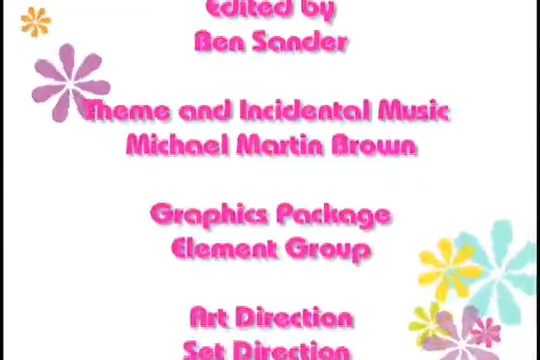 Edited by
Ben Sander
Theme and Incidental Music
Michael Martin Brown
Graphics Package
Element Group
Art Direction
Set Direction